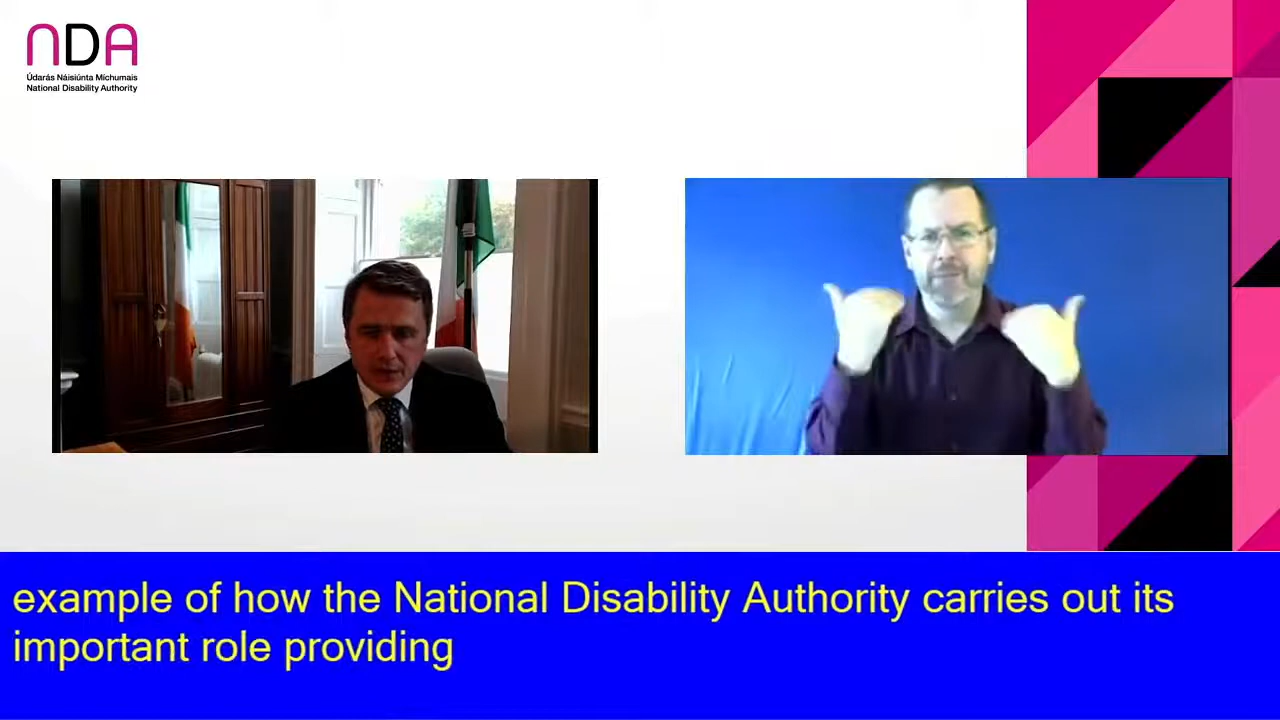 NDA
Údarás Náisiúnta Míchumais
National Disability Authority
example of how the National Disability Authority carries out its
important role providing